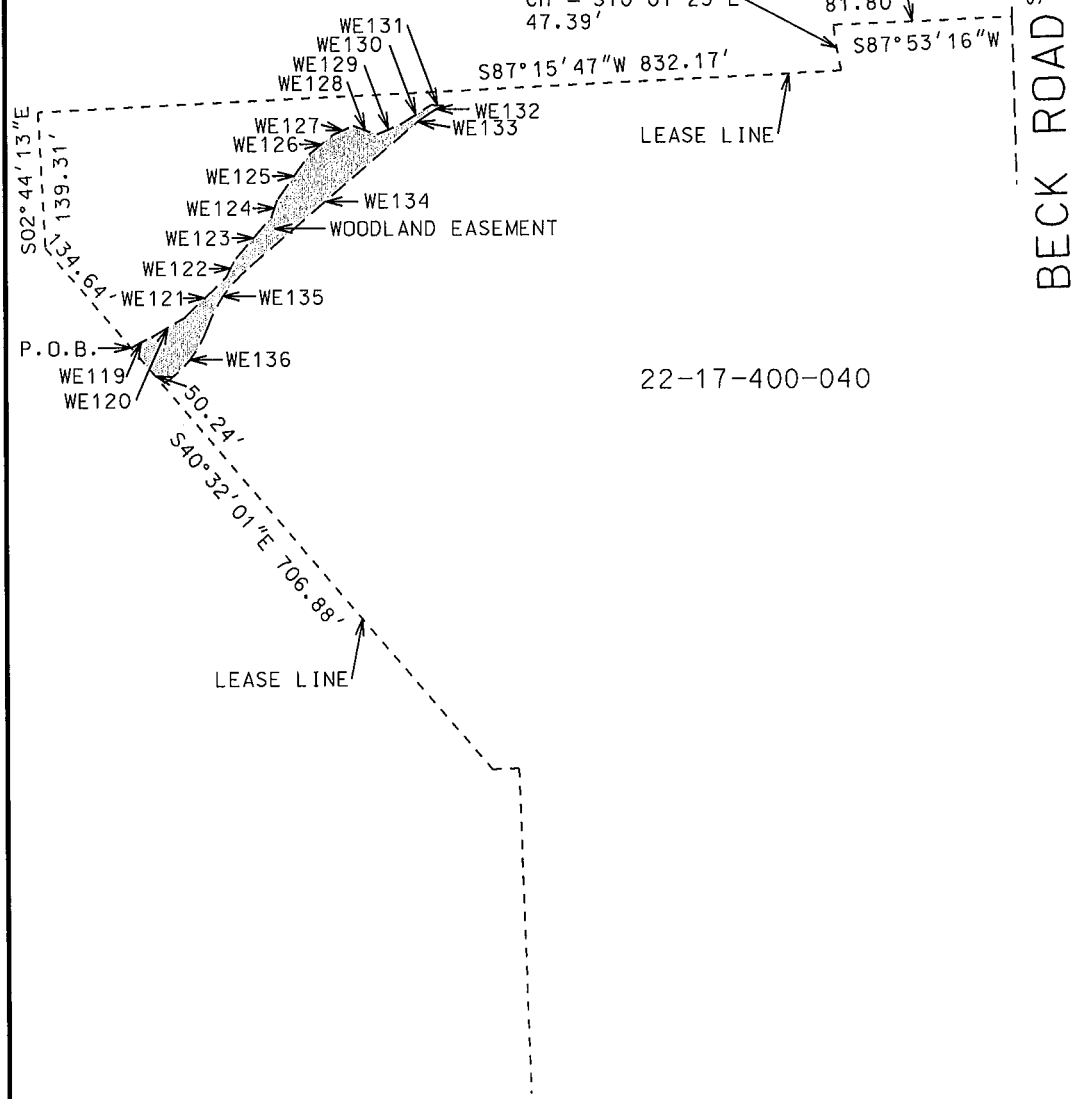 47.39'
81.80'
S87°53'16"W
BECK ROAD
WE131
WE130
WE129
WE128
S87°15'47"W 832.17'
WE132
WE133
LEASE LINE
WE127
WE126
WE125
WE124
WE123
WE122
WE121
WE134
WOODLAND EASEMENT
WE135
WE136
S02°44'13"E
139.31'
134.64'
P.O.B.
WE119
WE120
50.24'
S40°32'01"E 706.88'
22-17-400-040
LEASE LINE